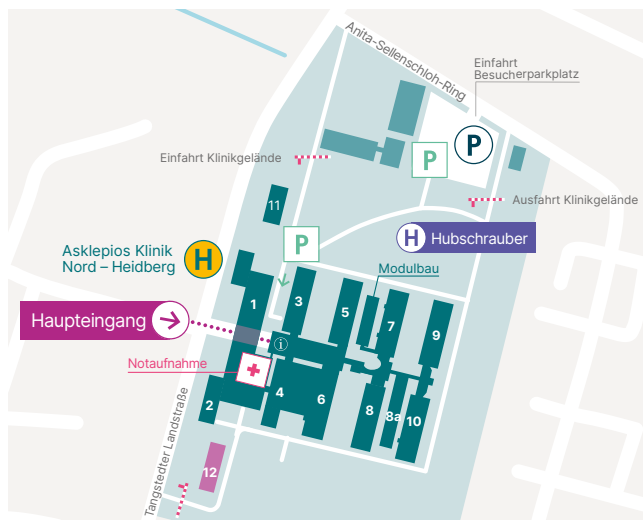 Anita-Sellenschloh-Ring
Einfahrt
Besucherparkplatz
P
P
Einfahrt Klinikgelände
Ausfahrt Klinikgelände
11
P
H Hubschrauber
Asklepios Klinik
Nord – Heidberg
H
Modulbau
1
3
5
7
9
Haupteingang
i
Notaufnahme
2
4
6
8
8a
10
12
Tangstedter Landstraße